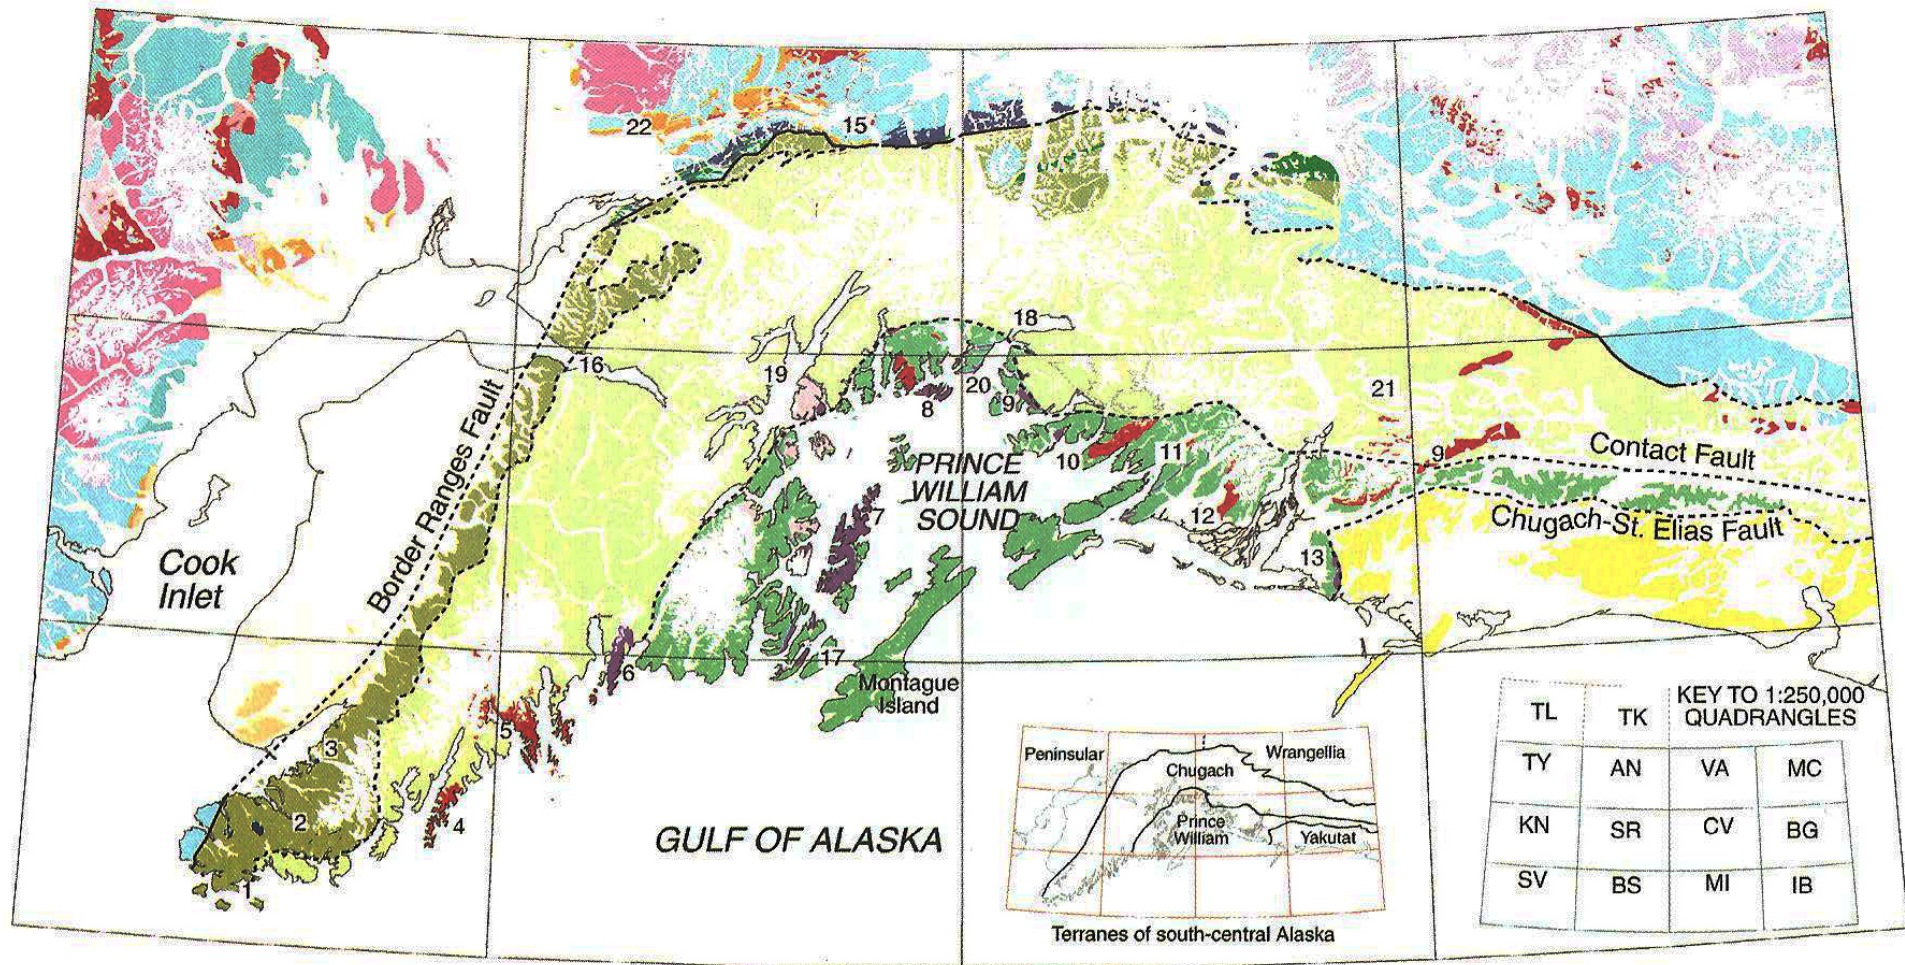 22
15
18
16
19
20
21
8
9
9
Contact Fault
Border Ranges Fault
PRINCE
WILLIAM
SOUND
10
11
7
12
Chugach-St. Elias Fault
13
Cook
Inlet
6
17
Montague
Island
5
3
2
4
1
GULF OF ALASKA
Peninsular
Wrangellia
Chugach
Prince
William
Yakutat
Terranes of south-central Alaska
KEY TO 1:250,000
QUADRANGLES
TL TK
TY AN VA MC
KN SR CV BG
SV BS MI IB